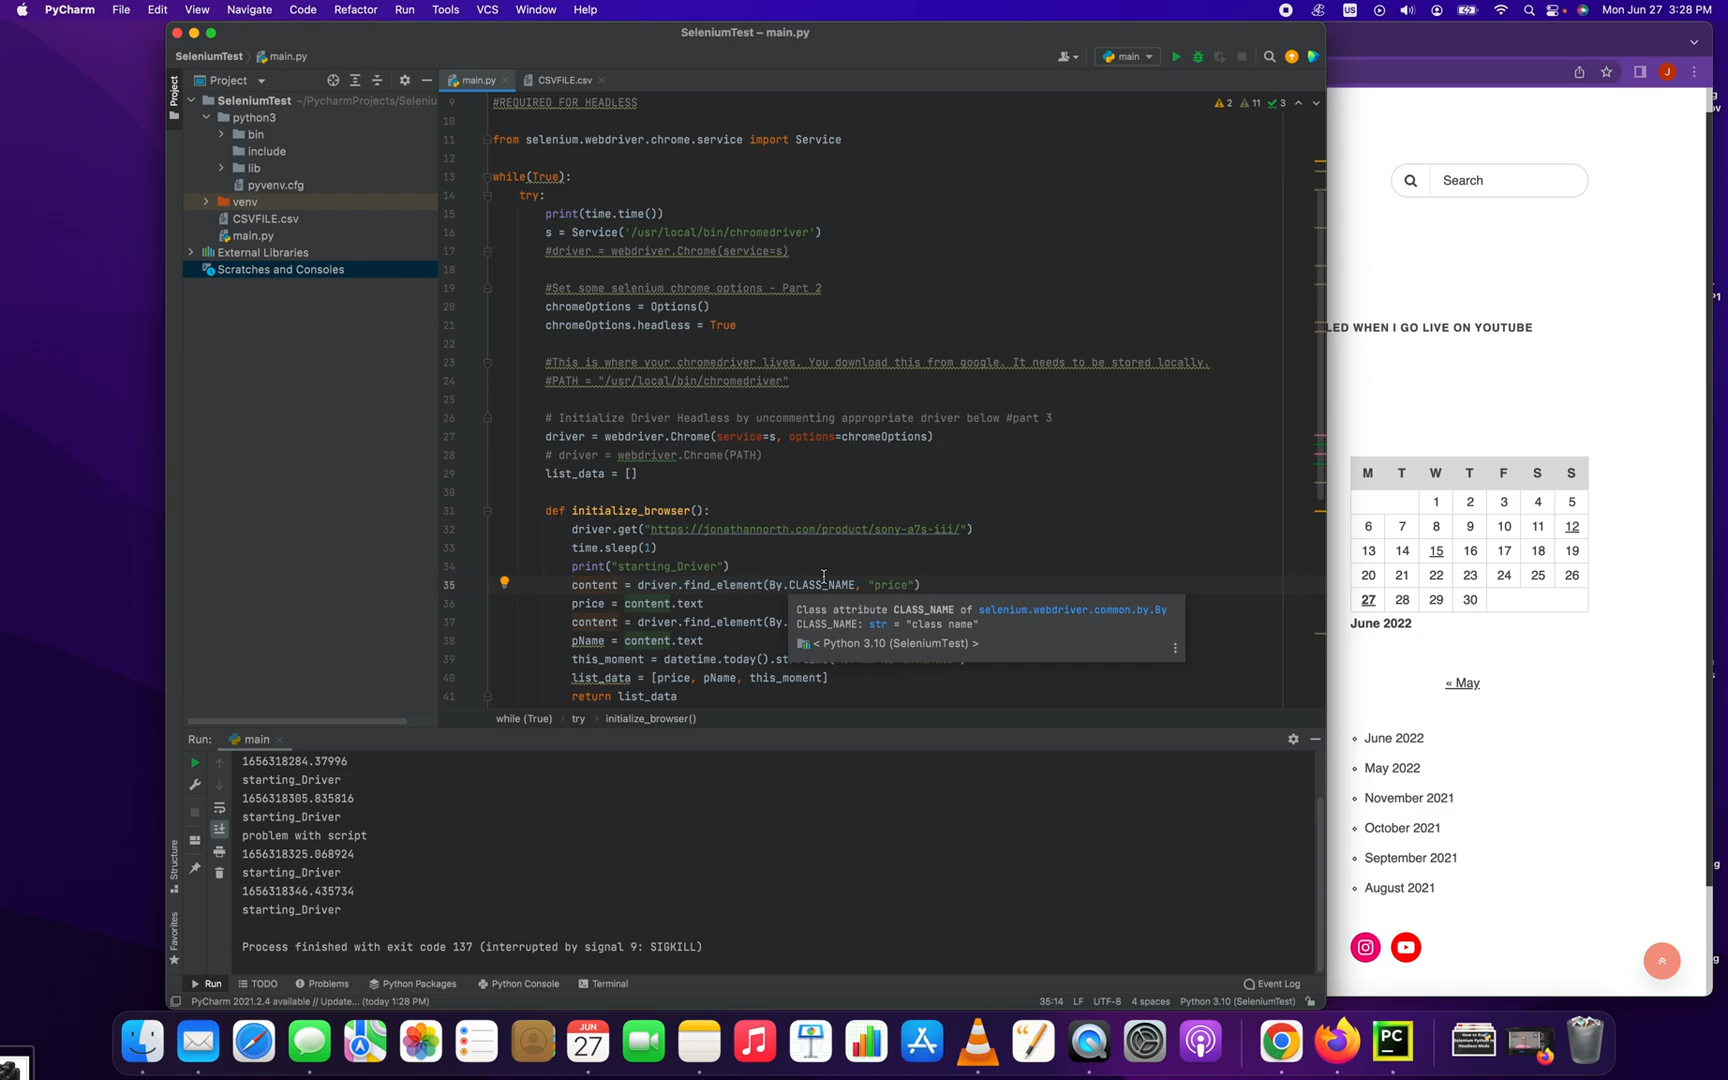 PyCharm File Edit View Navigate Code Refactor Run Tools VCS Window Help
US
Mon Jun 27 3:28 PM
SeleniumTest – main.py
SeleniumTest main.py
main
Project
Project
main.py
CSVFILE.csv
SeleniumTest ~/PycharmProjects/Seleniu
python3
bin
include
lib
pyvenv.cfg
venv
CSVFILE.csv
main.py
External Libraries
Scratches and Consoles
2 11 3
9 #REQUIRED FOR HEADLESS
10
11 from selenium.webdriver.chrome.service import Service
12
13 while(True):
14 try:
15 print(time.time())
16 s = Service('/usr/local/bin/chromedriver')
17 #driver = webdriver.Chrome(service=s)
18
19 #Set some selenium chrome options - Part 2
20 chromeOptions = Options()
21 chromeOptions.headless = True
22
23 #This is where your chromedriver lives. You download this from google. It needs to be stored locally.
24 #PATH = "/usr/local/bin/chromedriver"
25
26 # Initialize Driver Headless by uncommenting appropriate driver below #part 3
27 driver = webdriver.Chrome(service=s, options=chromeOptions)
28 # driver = webdriver.Chrome(PATH)
29 list_data = []
30
31 def initialize_browser():
32 driver.get("https://jonathannorth.com/product/sony-a7s-iii/")
33 time.sleep(1)
34 print("starting_Driver")
35 content = driver.find_element(By.CLASS_NAME, "price")
36 price = content.text
37 content = driver.find_element(By.
38 pName = content.text
39 this_moment = datetime.today().st
40 list_data = [price, pName, this_moment]
41 return list_data
Class attribute CLASS_NAME of selenium.webdriver.common.by.By
CLASS_NAME: str = "class name"
< Python 3.10 (SeleniumTest) >
while (True) try initialize_browser()
Run: main
1656318284.37996
starting_Driver
1656318305.835816
starting_Driver
problem with script
1656318325.068924
starting_Driver
1656318346.435734
starting_Driver
Process finished with exit code 137 (interrupted by signal 9: SIGKILL)
Structure
Favorites
Run TODO Problems Python Packages Python Console Terminal
Event Log
PyCharm 2021.2.4 available // Update... (today 1:28 PM)
35:14 LF UTF-8 4 spaces Python 3.10 (SeleniumTest)
J
Search
LED WHEN I GO LIVE ON YOUTUBE
M T W T F S S
1 2 3 4 5
6 7 8 9 10 11 12
13 14 15 16 17 18 19
20 21 22 23 24 25 26
27 28 29 30
June 2022
« May
June 2022
May 2022
November 2021
October 2021
September 2021
August 2021
JUN
27
PC